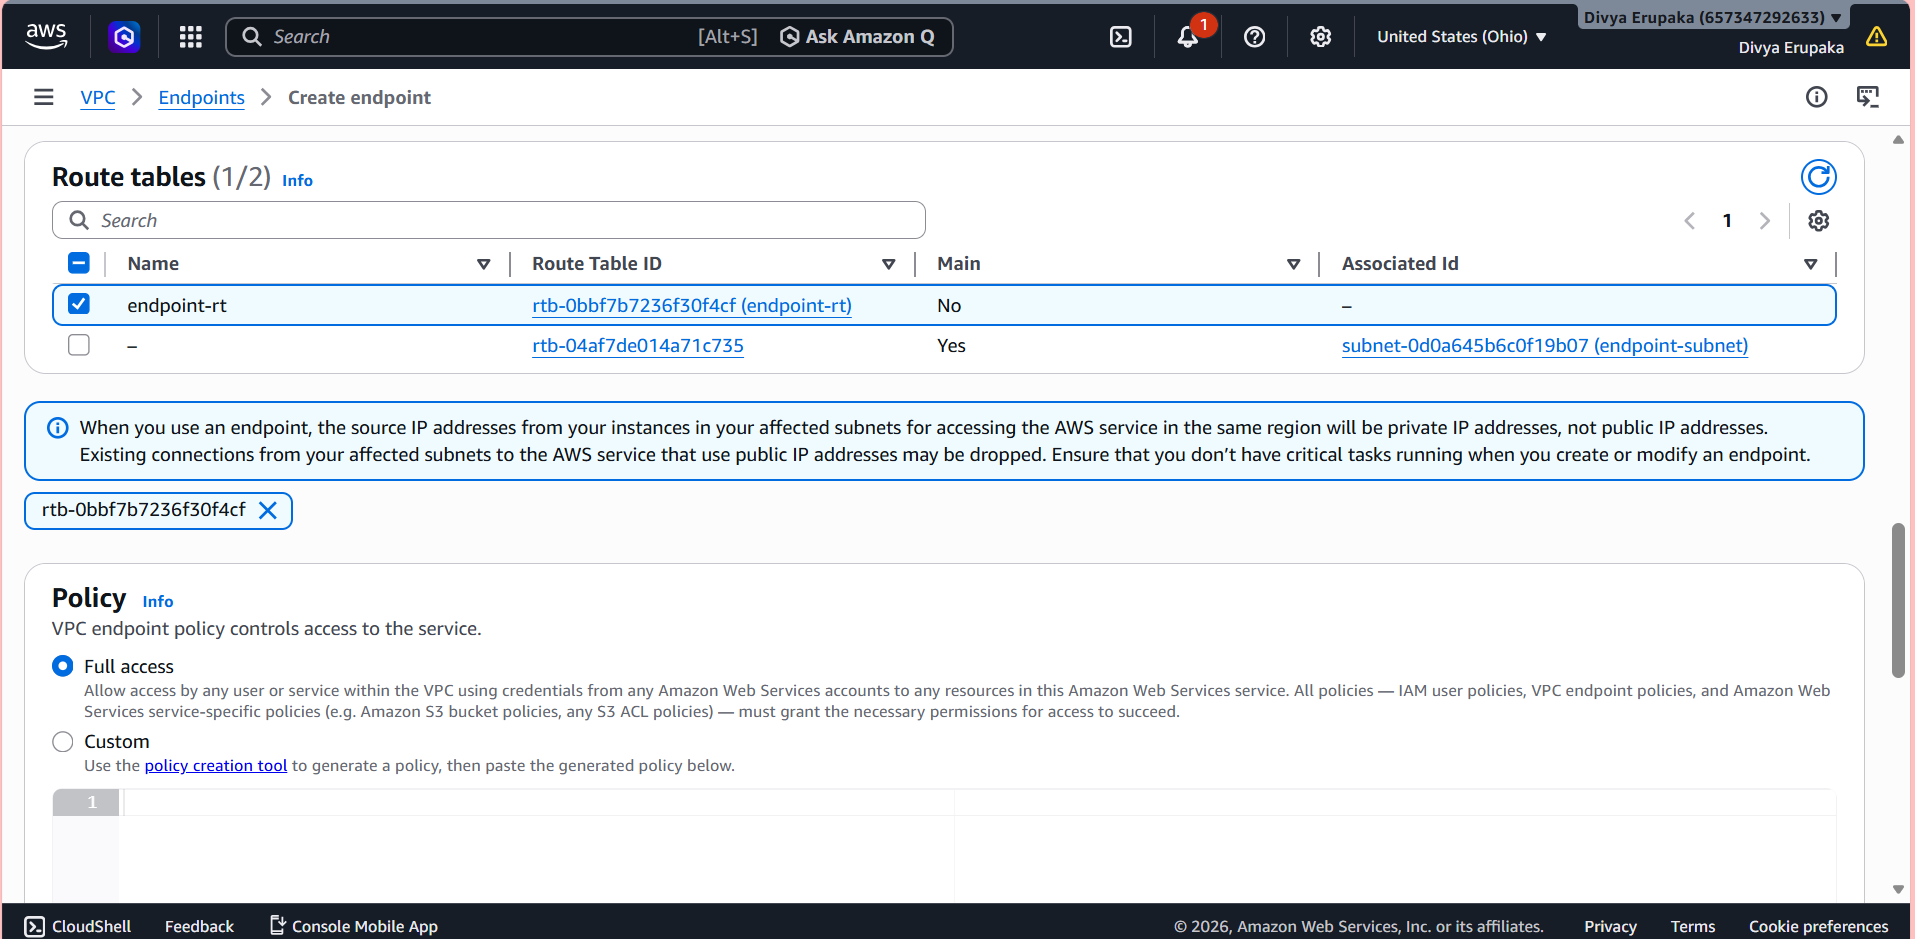 aws
Search [Alt+S] Ask Amazon Q
1
United States (Ohio)
Divya Erupaka (657347292633)
Divya Erupaka
VPC > Endpoints > Create endpoint
Route tables (1/2) Info
Search
1
Name Route Table ID Main Associated Id
endpoint-rt rtb-0bbf7b7236f30f4cf (endpoint-rt) No –
– rtb-04af7de014a71c735 Yes subnet-0d0a645b6c0f19b07 (endpoint-subnet)
When you use an endpoint, the source IP addresses from your instances in your affected subnets for accessing the AWS service in the same region will be private IP addresses, not public IP addresses.
Existing connections from your affected subnets to the AWS service that use public IP addresses may be dropped. Ensure that you don’t have critical tasks running when you create or modify an endpoint.
rtb-0bbf7b7236f30f4cf
Policy Info
VPC endpoint policy controls access to the service.
Full access
Allow access by any user or service within the VPC using credentials from any Amazon Web Services accounts to any resources in this Amazon Web Services service. All policies — IAM user policies, VPC endpoint policies, and Amazon Web
Services service-specific policies (e.g. Amazon S3 bucket policies, any S3 ACL policies) — must grant the necessary permissions for access to succeed.
Custom
Use the policy creation tool to generate a policy, then paste the generated policy below.
1
CloudShell Feedback Console Mobile App © 2026, Amazon Web Services, Inc. or its affiliates. Privacy Terms Cookie preferences